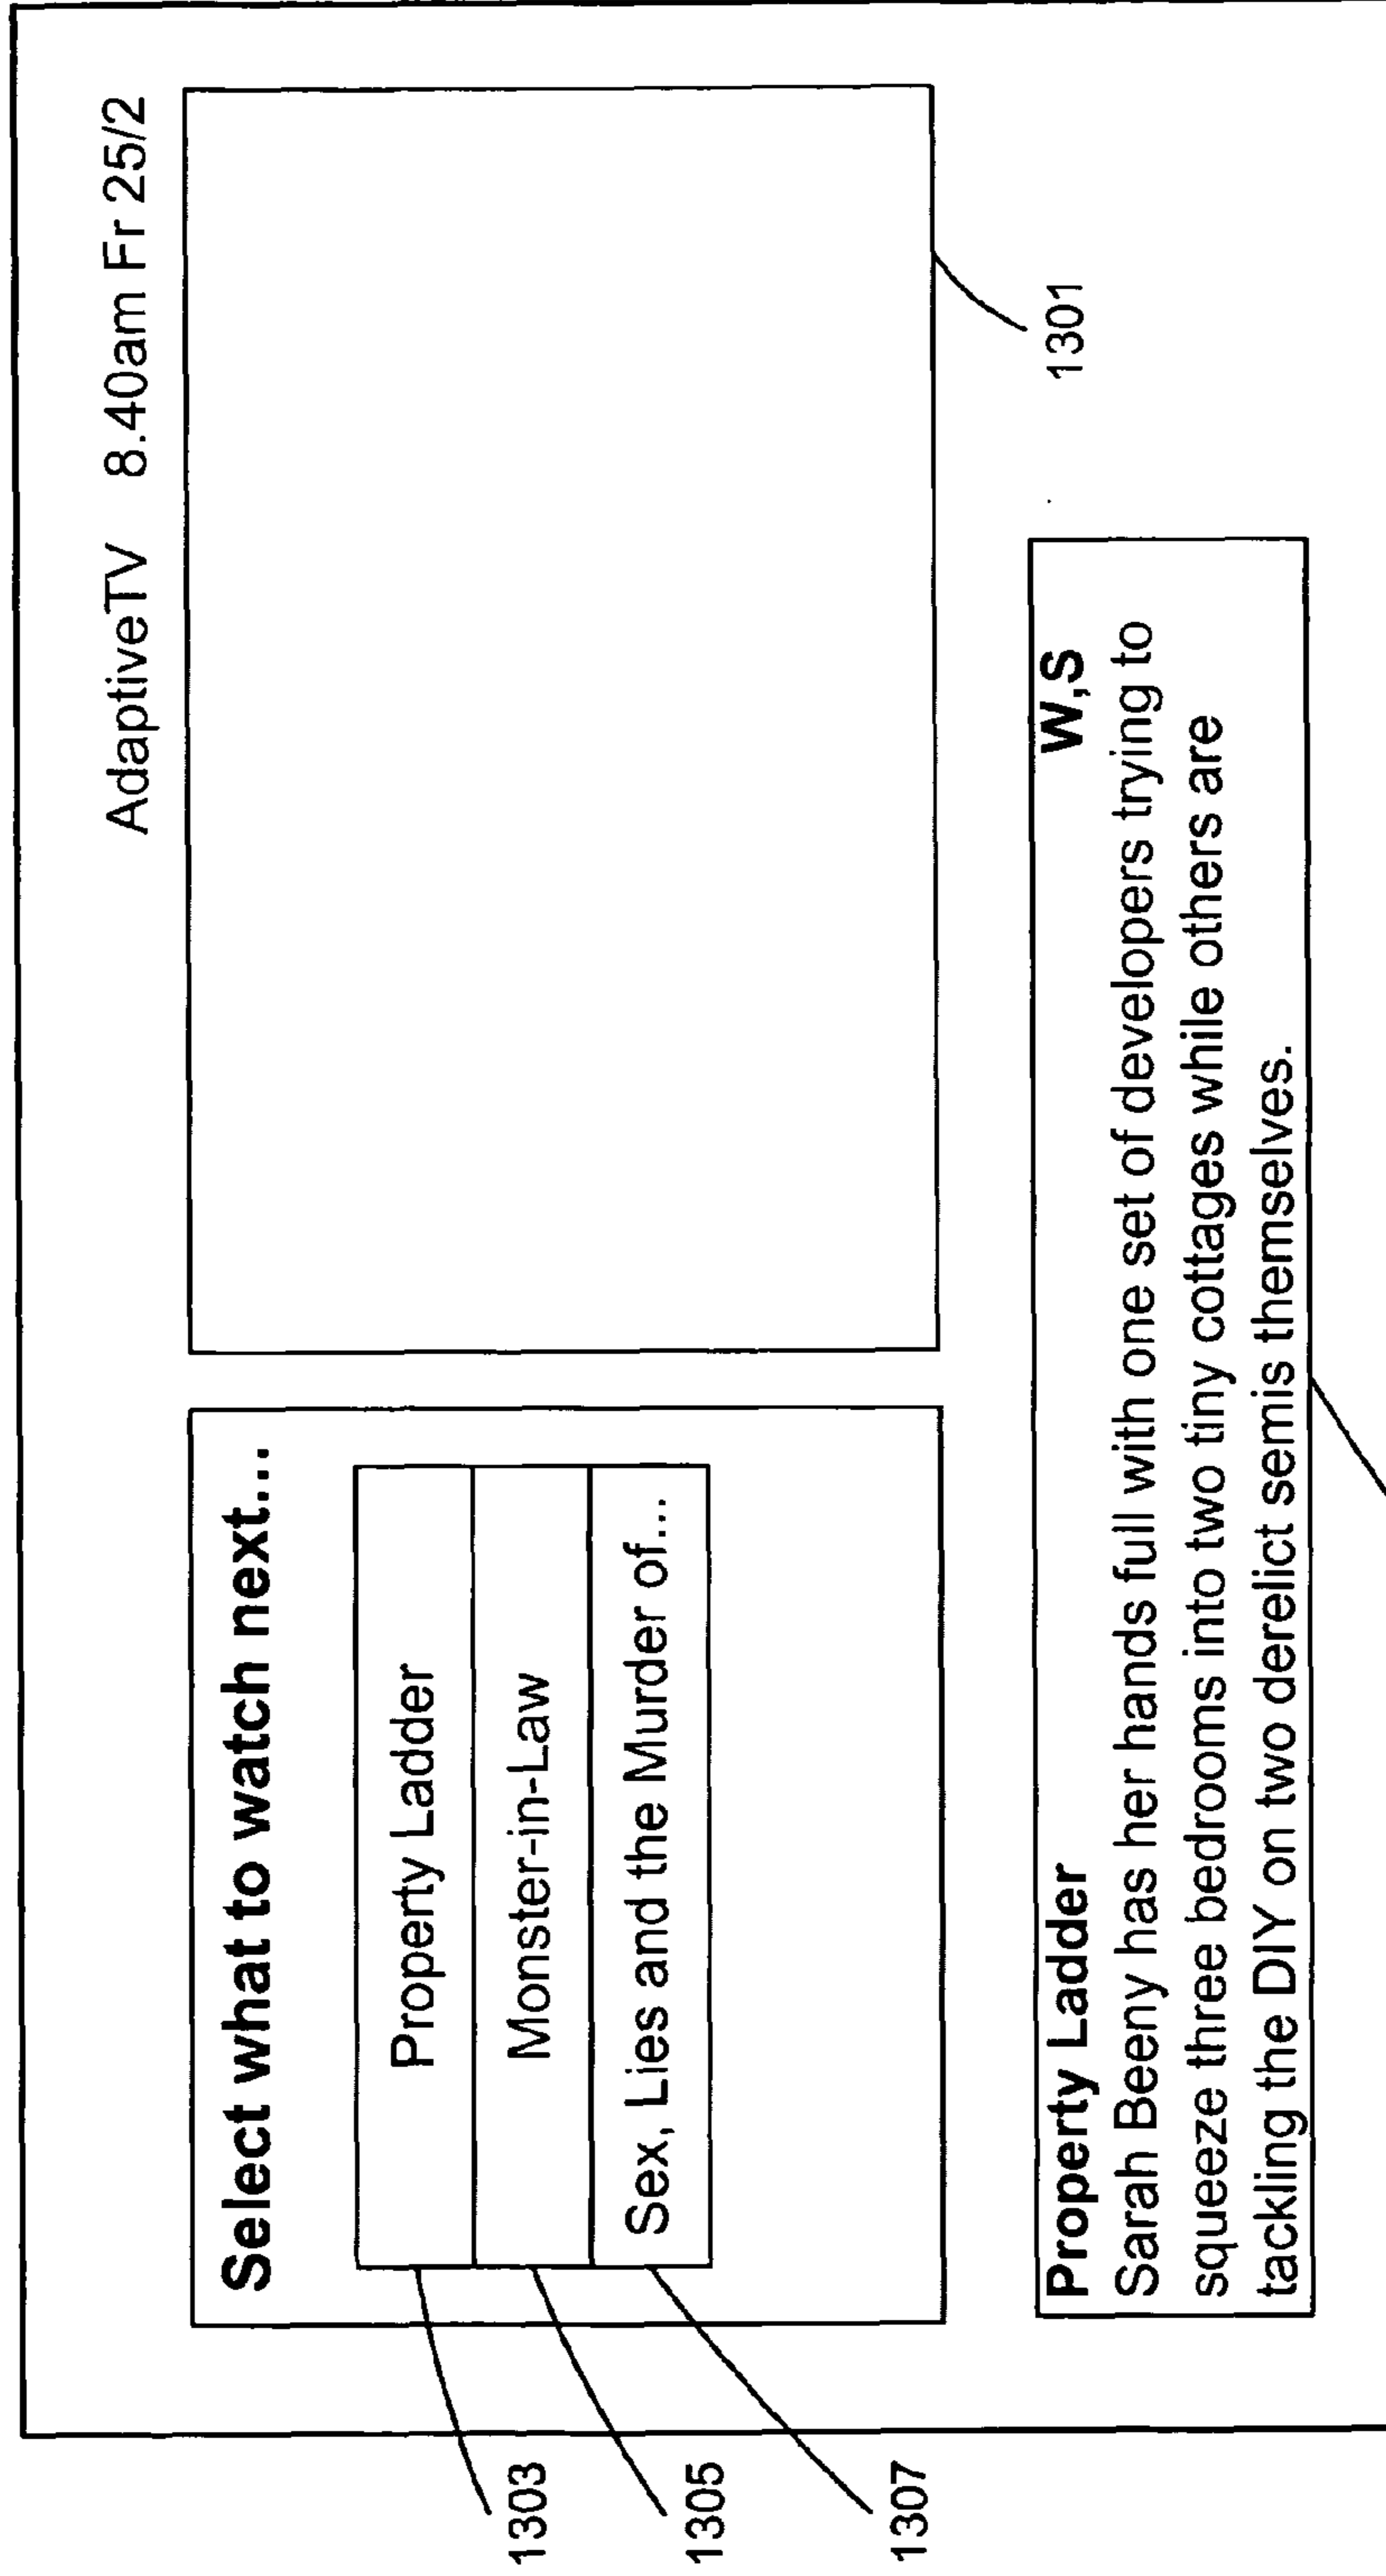 AdaptiveTV 8.40am Fr 25/2
Select what to watch next...
Property Ladder
Monster-in-Law
Sex, Lies and the Murder of...
1303
1305
1307
1301
Property Ladder W,S
Sarah Beeny has her hands full with one set of developers trying to
squeeze three bedrooms into two tiny cottages while others are
tackling the DIY on two derelict semis themselves.